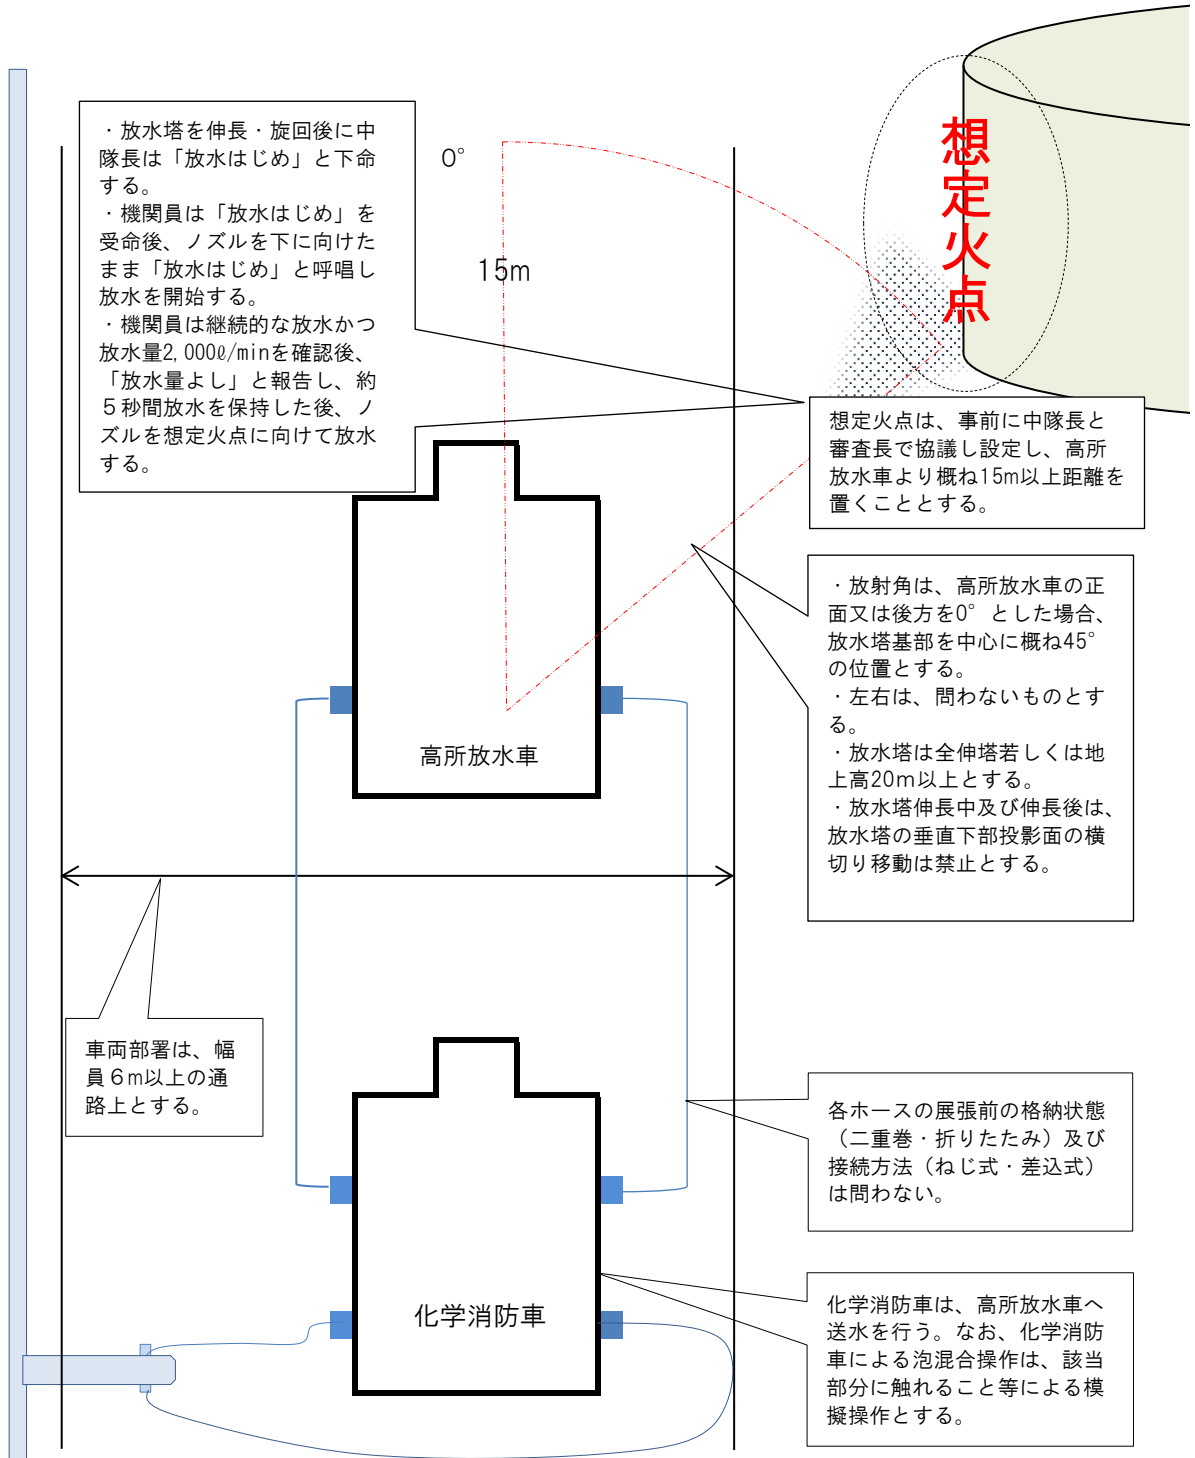 ・放水塔を伸長・旋回後に中
隊長は「放水はじめ」と下命
する。
・機関員は「放水はじめ」を
受命後、ノズルを下に向けた
まま「放水はじめ」と呼唱し
放水を開始する。
・機関員は継続的な放水かつ
放水量2,000ℓ/minを確認後、
「放水量よし」と報告し、約
５秒間放水を保持した後、ノ
ズルを想定火点に向けて放水
する。
0°
15m
想定火点
想定火点は、事前に中隊長と
審査長で協議し設定し、高所
放水車より概ね15m以上距離を
置くこととする。
・放射角は、高所放水車の正
面又は後方を0°とした場合、
放水塔基部を中心に概ね45°
の位置とする。
・左右は、問わないものとす
る。
・放水塔は全伸塔若しくは地
上高20m以上とする。
・放水塔伸長中及び伸長後は、
放水塔の垂直下部投影面の横
切り移動は禁止とする。
高所放水車
車両部署は、幅
員６m以上の通
路上とする。
各ホースの展張前の格納状態
（二重巻・折りたたみ）及び
接続方法（ねじ式・差込式）
は問わない。
化学消防車
化学消防車は、高所放水車へ
送水を行う。なお、化学消防
車による泡混合操作は、該当
部分に触れること等による模
擬操作とする。